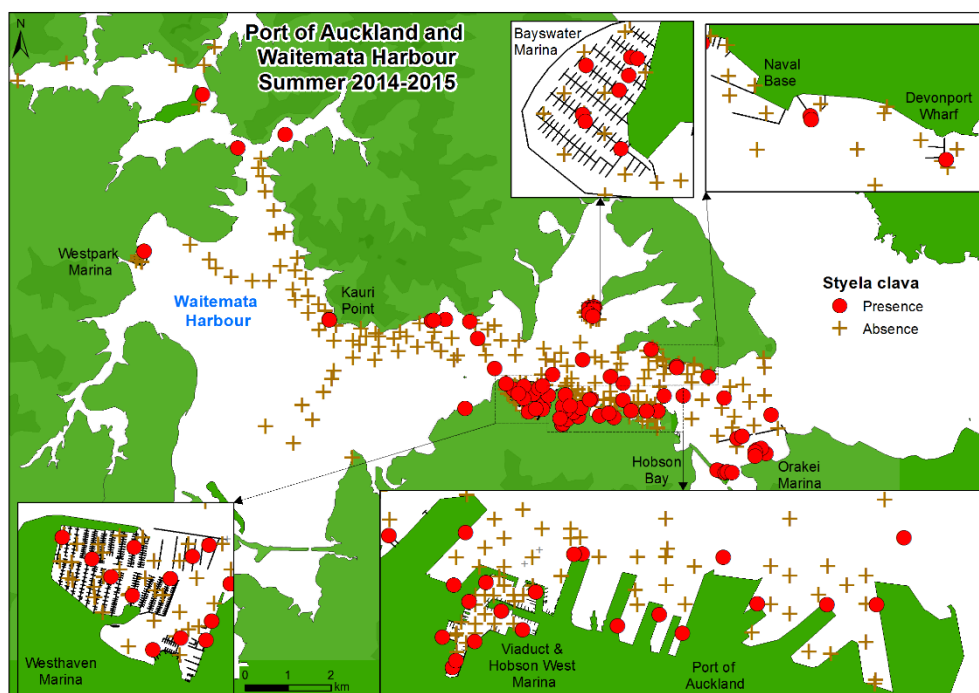 N
Port of Auckland and
Waitemata Harbour
Summer 2014-2015
Bayswater
Marina
Naval
Base
Devonport
Wharf
Westpark
Marina
Waitemata
Harbour
Kauri
Point
Styela clava
Presence
Absence
Hobson
Bay
Orakei
Marina
Westhaven
Marina
0 1 2
km
Viaduct &
Hobson West
Marina
Port of
Auckland